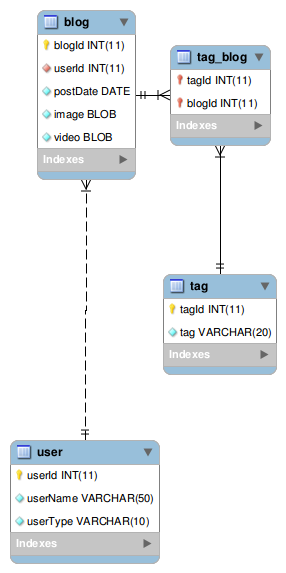 blog
blogId INT(11)
userId INT(11)
postDate DATE
image BLOB
video BLOB
Indexes
tag_blog
tagId INT(11)
blogId INT(11)
Indexes
tag
tagId INT(11)
tag VARCHAR(20)
Indexes
user
userId INT(11)
userName VARCHAR(50)
userType VARCHAR(10)
Indexes